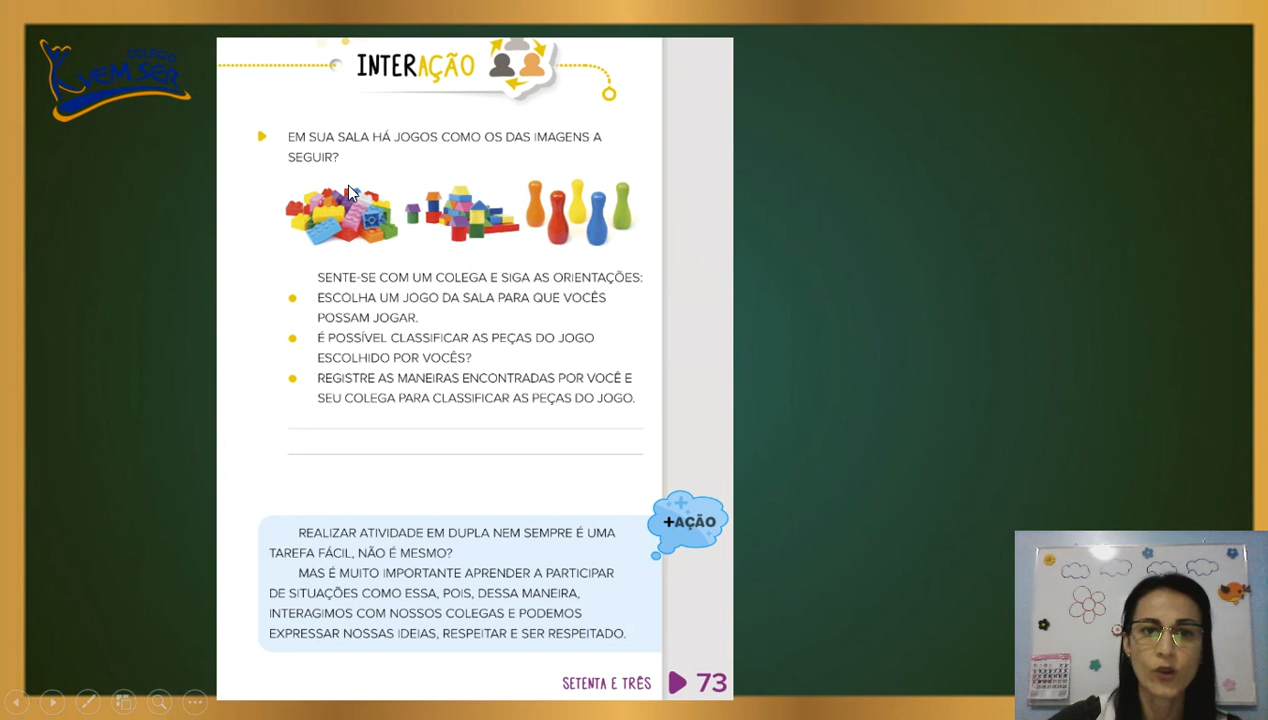 COLÉGIO
VEM SER
INTERAÇÃO
EM SUA SALA HÁ JOGOS COMO OS DAS IMAGENS A
SEGUIR?
SENTE-SE COM UM COLEGA E SIGA AS ORIENTAÇÕES:
ESCOLHA UM JOGO DA SALA PARA QUE VOCÊS
POSSAM JOGAR.
É POSSÍVEL CLASSIFICAR AS PEÇAS DO JOGO
ESCOLHIDO POR VOCÊS?
REGISTRE AS MANEIRAS ENCONTRADAS POR VOCÊ E
SEU COLEGA PARA CLASSIFICAR AS PEÇAS DO JOGO.
+AÇÃO
REALIZAR ATIVIDADE EM DUPLA NEM SEMPRE É UMA
TAREFA FÁCIL, NÃO É MESMO?
MAS É MUITO IMPORTANTE APRENDER A PARTICIPAR
DE SITUAÇÕES COMO ESSA, POIS, DESSA MANEIRA,
INTERAGIMOS COM NOSSOS COLEGAS E PODEMOS
EXPRESSAR NOSSAS IDEIAS, RESPEITAR E SER RESPEITADO.
SETENTA E TRÊS 73